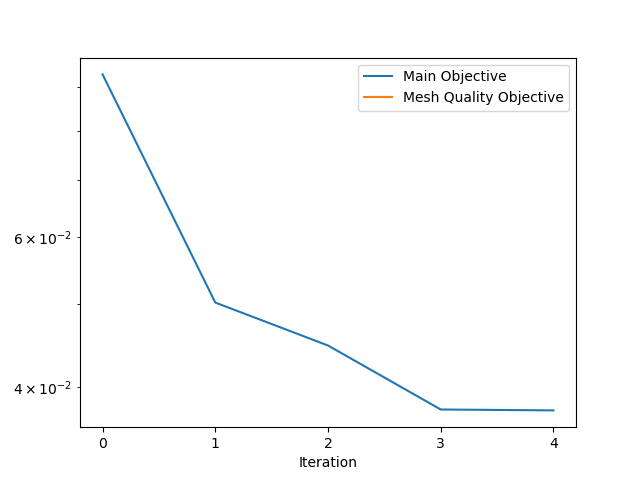 Main Objective
Mesh Quality Objective
6 × 10⁻²
4 × 10⁻²
0 1 2 3 4
Iteration